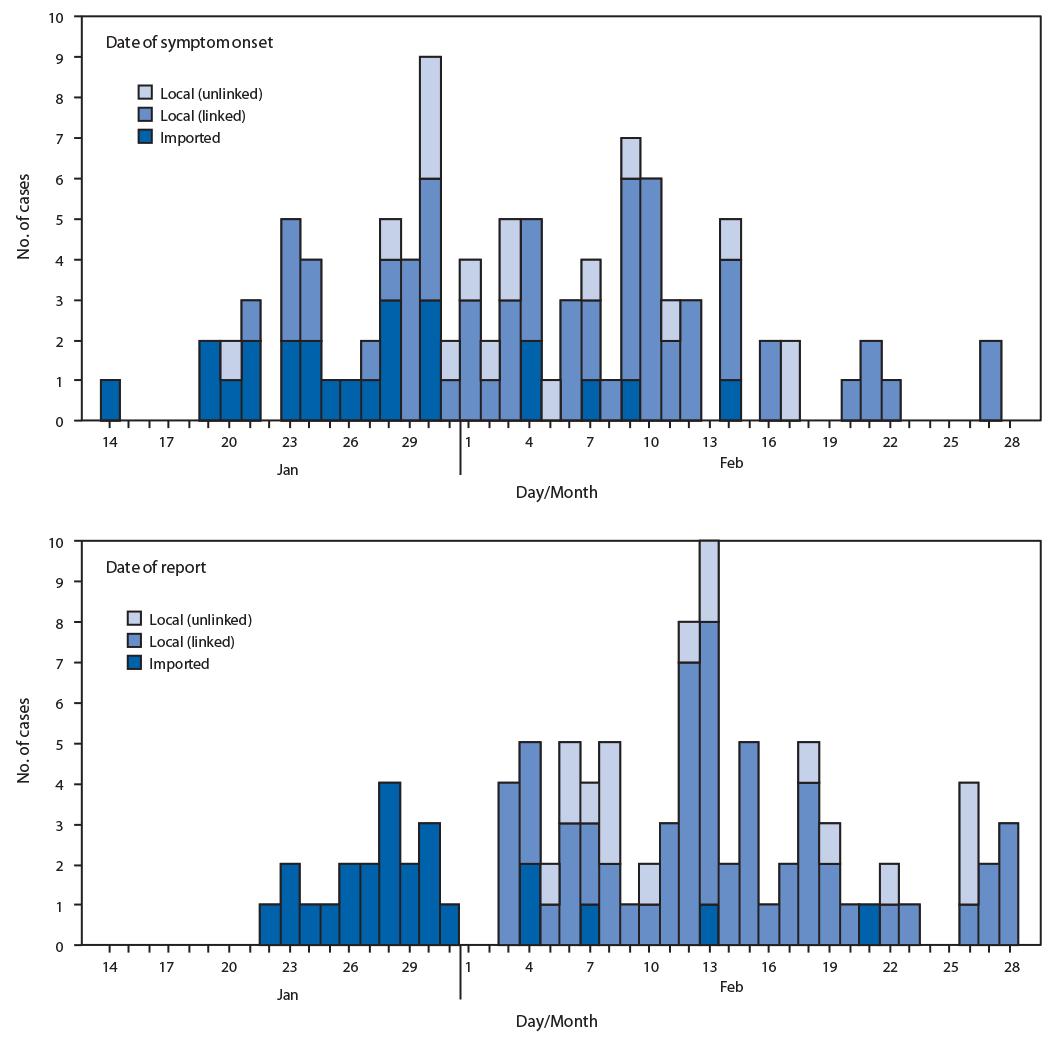 10
Date of symptom onset
9
Local (unlinked)
8
Local (linked)
7
Imported
6
No. of cases
5
4
3
2
1
0
14 17 20 23 26 29 1 4 7 10 13 16 19 22 25 28
Jan Feb
Day/Month
10
Date of report
9
Local (unlinked)
8
Local (linked)
7
Imported
6
No. of cases
5
4
3
2
1
0
14 17 20 23 26 29 1 4 7 10 13 16 19 22 25 28
Jan Feb
Day/Month